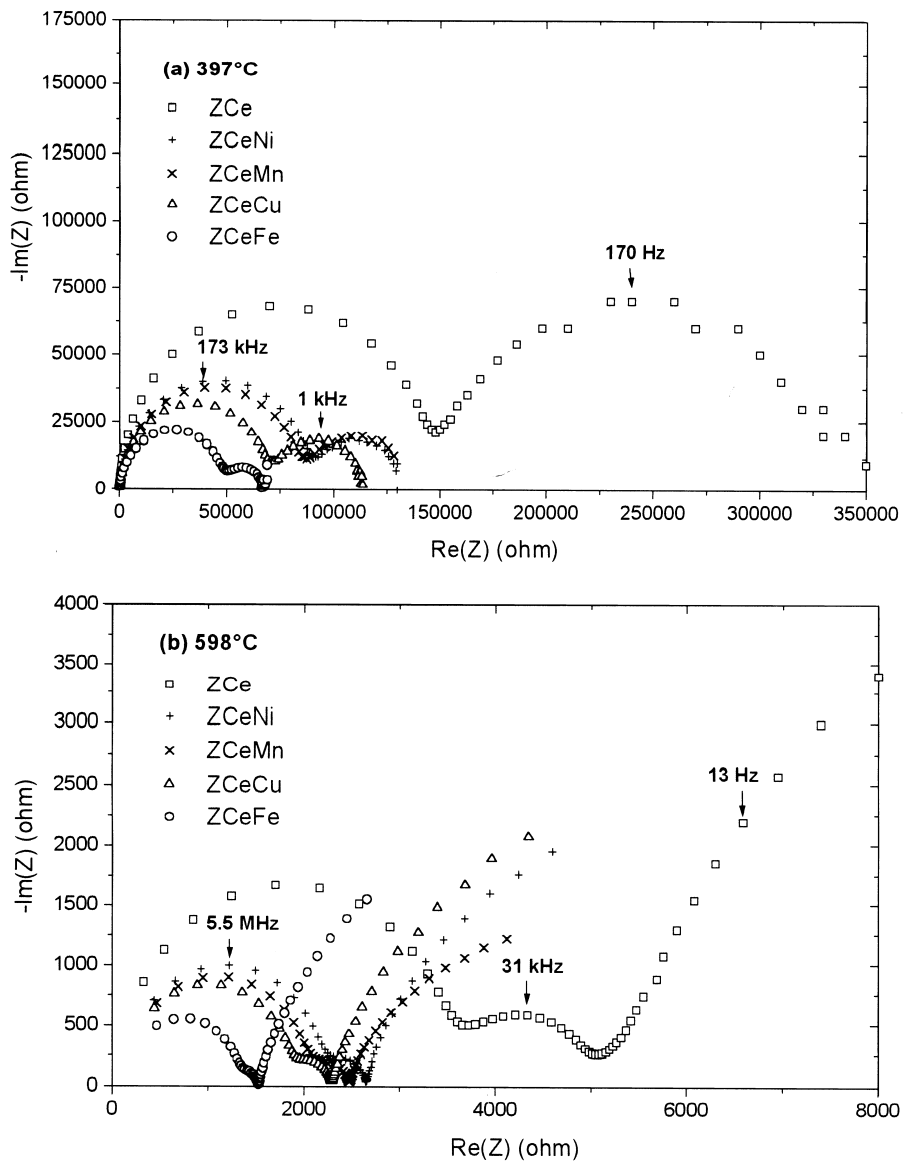 175000
150000
125000
100000
75000
50000
25000
0
-Im(Z) (ohm)
(a) 397°C
ZCe
ZCeNi
ZCeMn
ZCeCu
ZCeFe
170 Hz
173 kHz
1 kHz
0 50000 100000 150000 200000 250000 300000 350000
Re(Z) (ohm)
4000
3500
3000
2500
2000
1500
1000
500
0
-Im(Z) (ohm)
(b) 598°C
ZCe
ZCeNi
ZCeMn
ZCeCu
ZCeFe
13 Hz
5.5 MHz
31 kHz
0 2000 4000 6000 8000
Re(Z) (ohm)